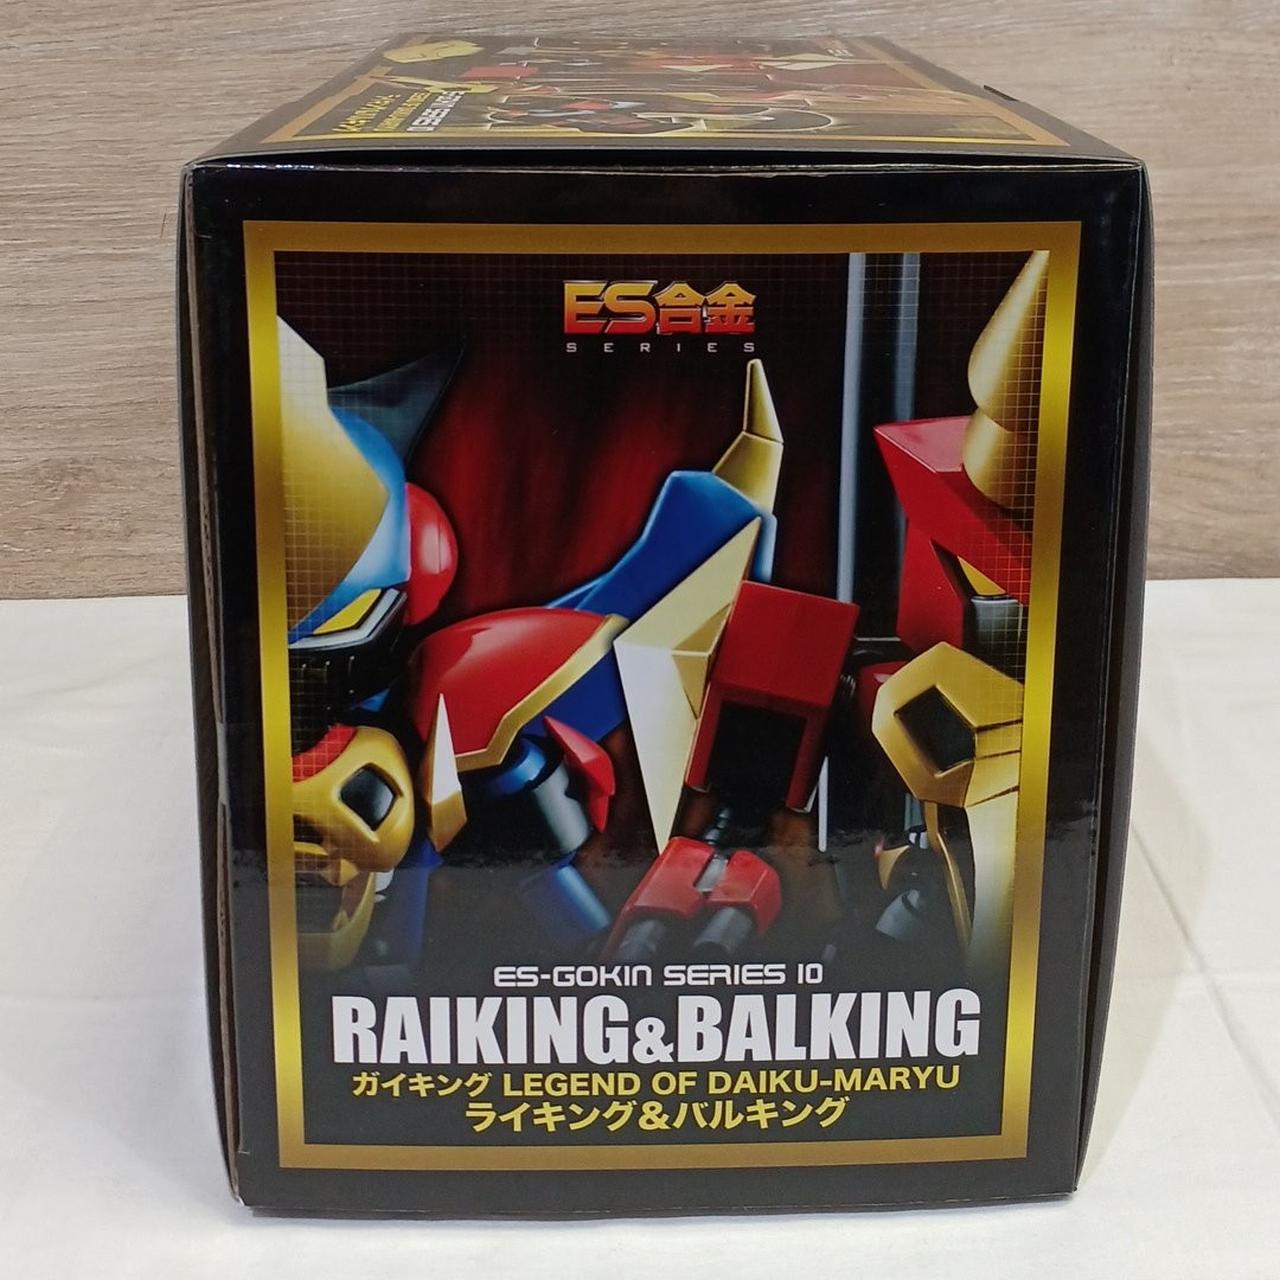 ES合金
SERIES
ES-GOKIN SERIES 10
RAIKING&BALKING
ガイキング LEGEND OF DAIKU-MARYU
ライキング&バルキング